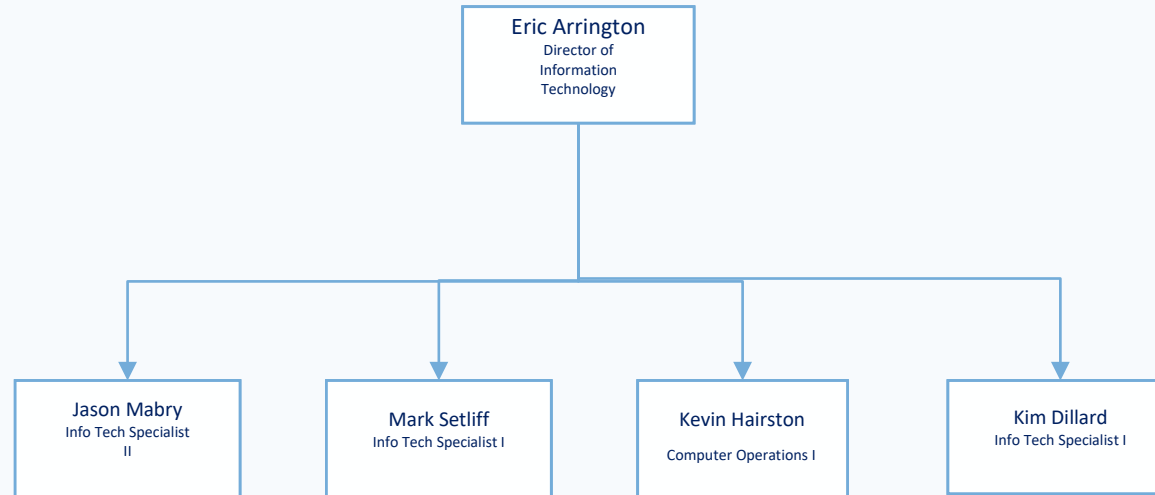 Eric Arrington
Director of
Information
Technology
Jason Mabry
Info Tech Specialist
II
Mark Setliff
Info Tech Specialist I
Kevin Hairston
Computer Operations I
Kim Dillard
Info Tech Specialist I